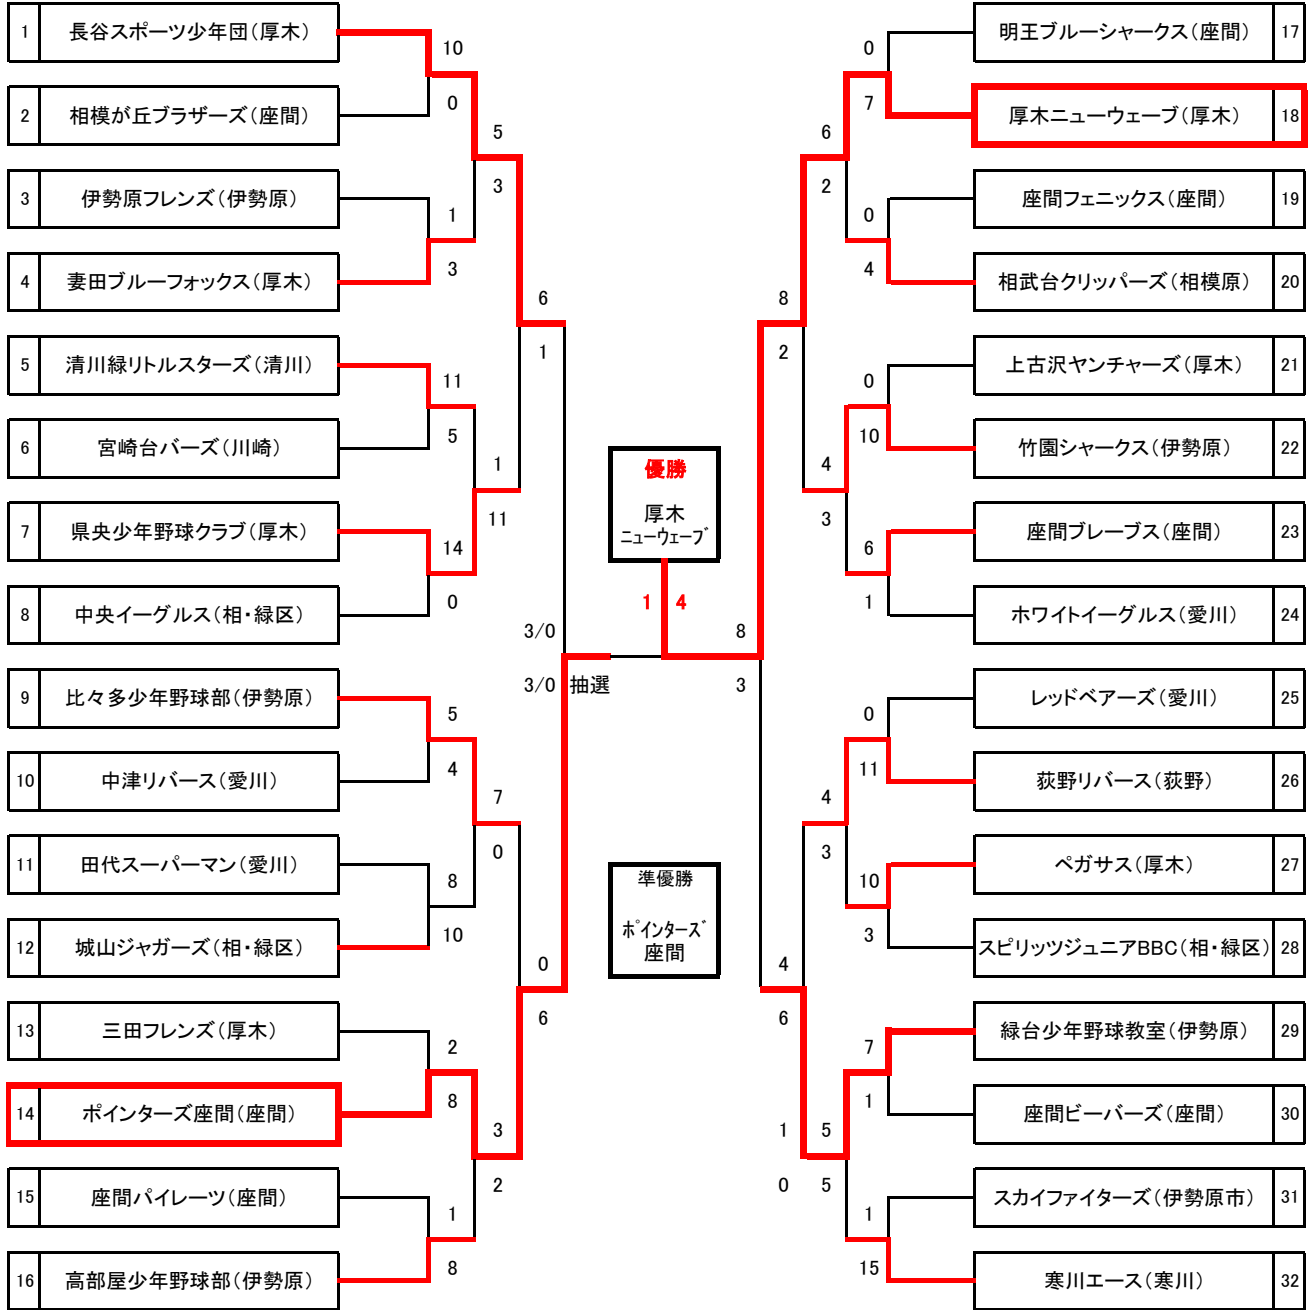 1 長谷スポーツ少年団(厚木)
10
0
2 相模が丘ブラザーズ(座間)
5
3
3 伊勢原フレンズ(伊勢原)
1
3
4 妻田ブルーフォックス(厚木)
6
1
5 清川緑リトルスターズ(清川)
11
5
6 宮崎台バーズ(川崎)
1
11
7 県央少年野球クラブ(厚木)
14
0
8 中央イーグルス(相・緑区)
3/0
3/0 抽選
9 比々多少年野球部(伊勢原)
5
4
10 中津リバース(愛川)
7
0
11 田代スーパーマン(愛川)
8
10
12 城山ジャガーズ(相・緑区)
0
6
13 三田フレンズ(厚木)
2
8
14 ポインターズ座間(座間)
3
2
15 座間パイレーツ(座間)
1
8
16 高部屋少年野球部(伊勢原)
優勝
厚木
ニューウェーブ
1 4
準優勝
ポインターズ
座間
明王ブルーシャークス(座間) 17
0
7
厚木ニューウェーブ(厚木) 18
6
2
座間フェニックス(座間) 19
0
4
相武台クリッパーズ(相模原) 20
8
2
上古沢ヤンチャーズ(厚木) 21
0
10
竹園シャークス(伊勢原) 22
4
3
座間ブレーブス(座間) 23
6
1
ホワイトイーグルス(愛川) 24
8
3
レッドベアーズ(愛川) 25
0
11
荻野リバース(荻野) 26
4
3
ペガサス(厚木) 27
10
3
スピリッツジュニアBBC(相・緑区) 28
4
6
緑台少年野球教室(伊勢原) 29
7
1
座間ビーバーズ(座間) 30
1 5
0 5
スカイファイターズ(伊勢原市) 31
1
15
寒川エース(寒川) 32